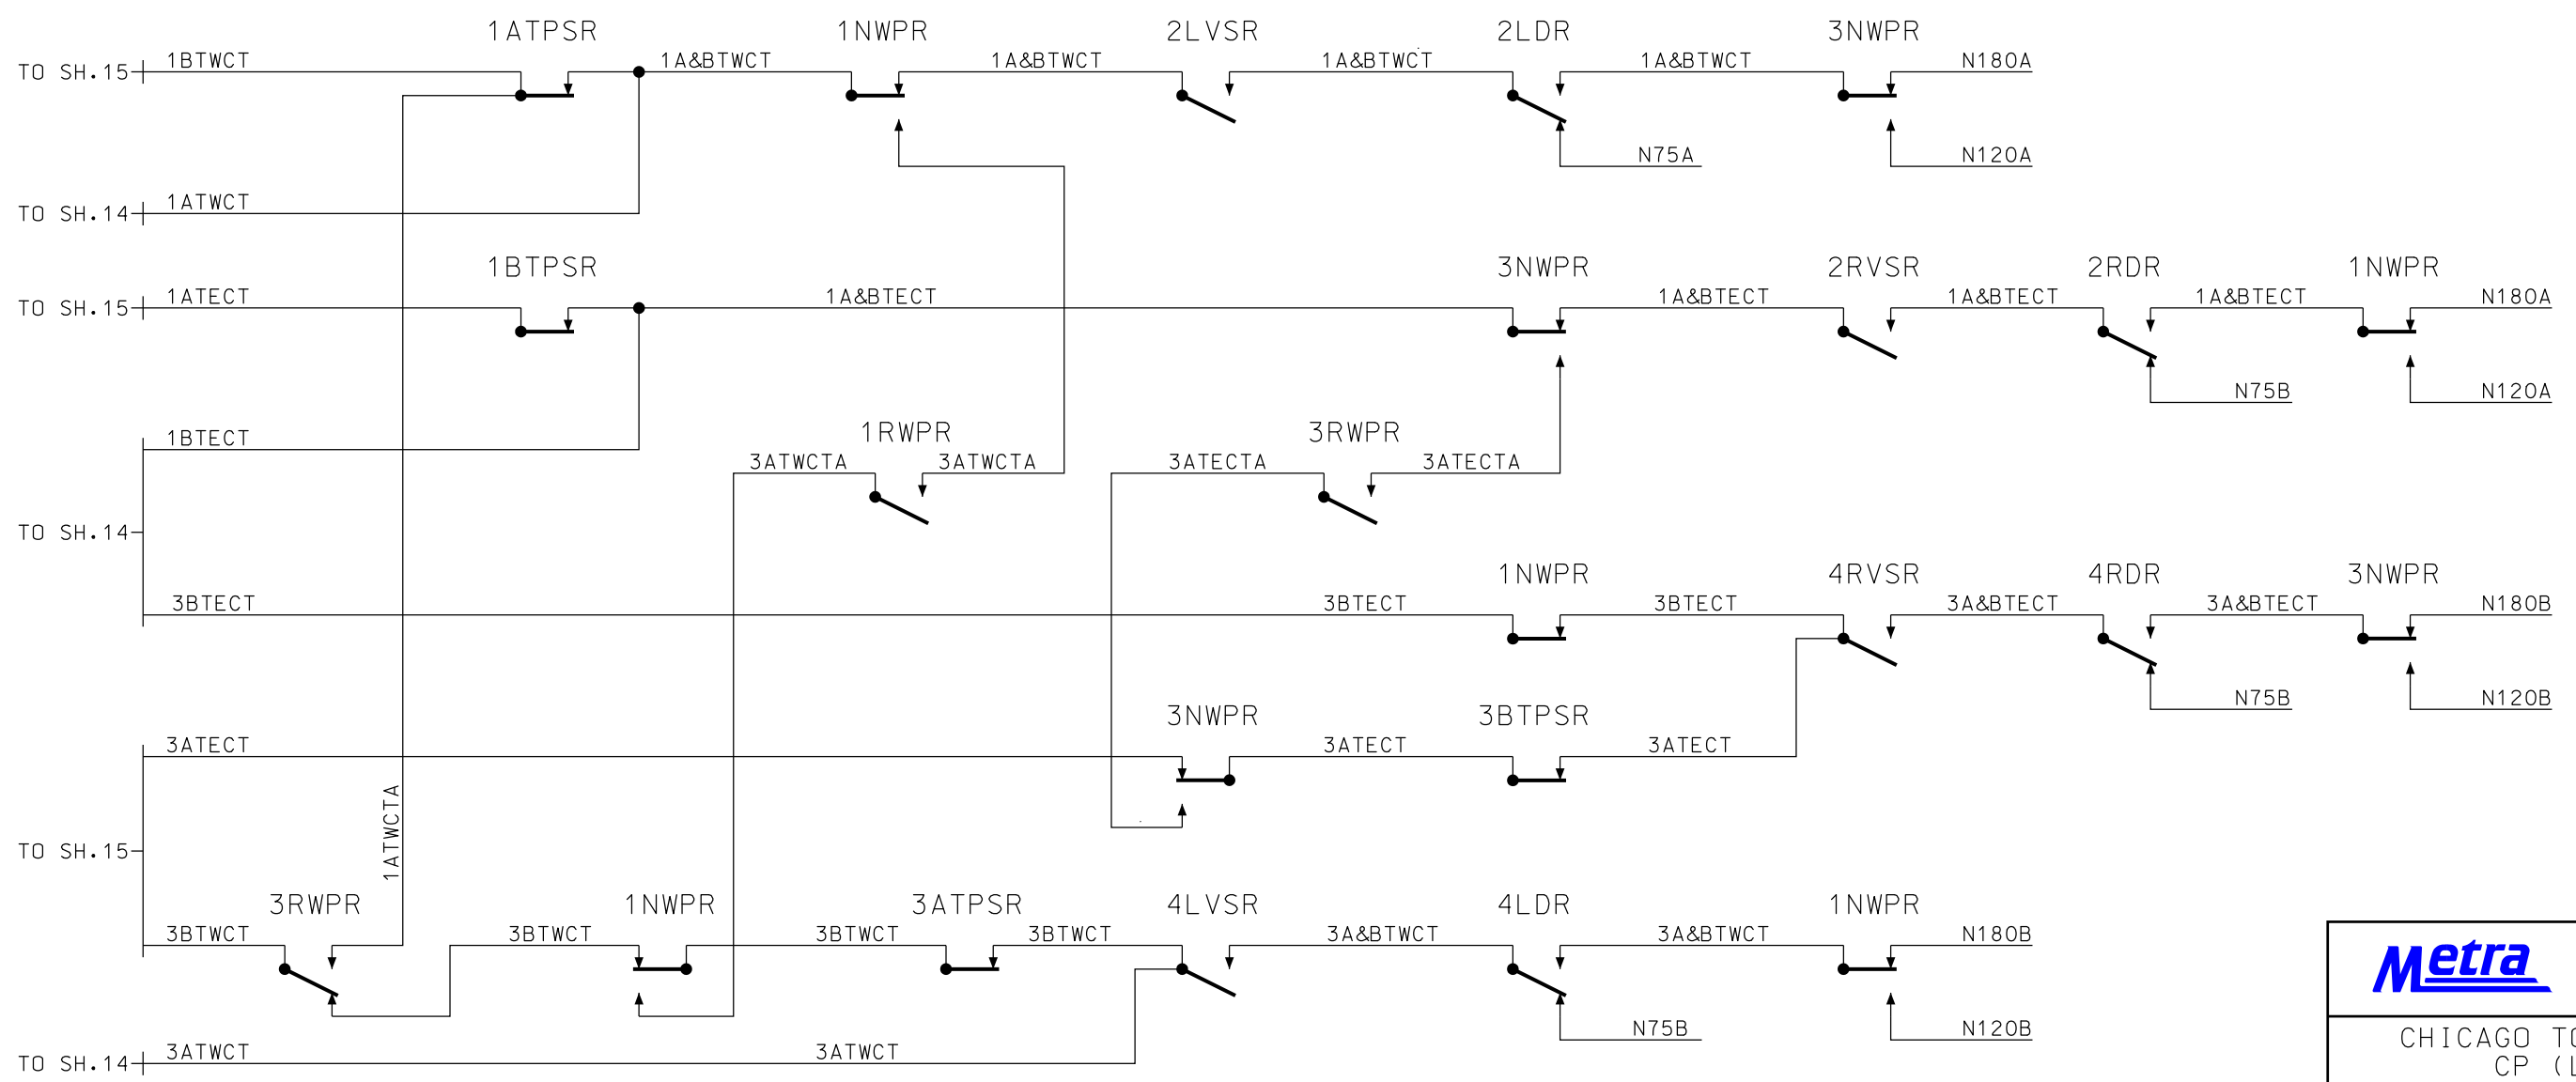 1ATPSR 1NWPR 2LVSR 2LDR 3NWPR
TO SH.15 1BTWCT 1A&BTWCT 1A&BTWCT 1A&BTWCT 1A&BTWCT N180A
N75A N120A
TO SH.14 1ATWCT
1BTPSR 3NWPR 2RVSR 2RDR 1NWPR
TO SH.15 1ATECT 1A&BTECT 1A&BTECT 1A&BTECT 1A&BTECT N180A
N75B N120A
1BTECT 1RWPR 3RWPR
3ATWCTA 3ATWCTA 3ATECTA 3ATECTA
TO SH.14
1NWPR 4RVSR 4RDR 3NWPR
3BTECT 3BTECT 3BTECT 3A&BTECT 3A&BTECT N180B
N75B N120B
3NWPR 3BTPSR
3ATECT 3ATECT 3ATECT
1ATWCTA
TO SH.15
3RWPR 1NWPR 3ATPSR 4LVSR 4LDR 1NWPR
3BTWCT 3BTWCT 3BTWCT 3BTWCT 3A&BTWCT 3A&BTWCT N180B
N75B N120B
TO SH.14 3ATWCT 3ATWCT
Metra
CHICAGO TO
CP (L